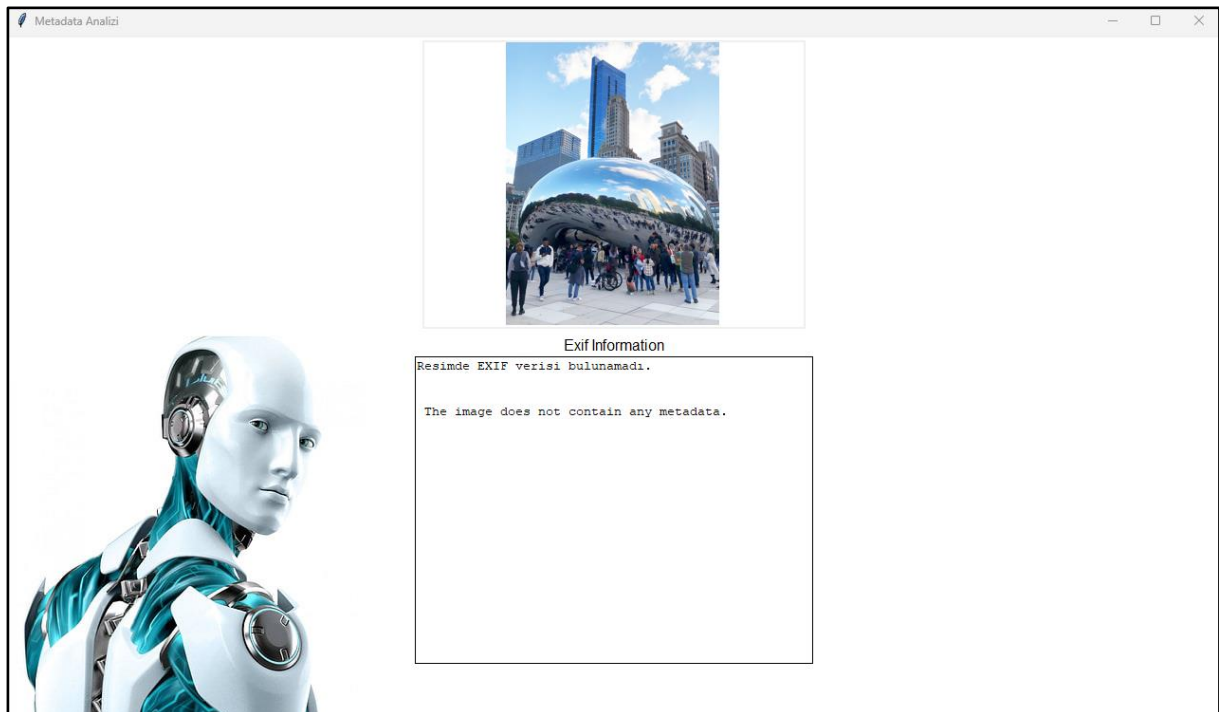 Metadata Analizi
Exif Information
Resimde EXIF verisi bulunamadı.
The image does not contain any metadata.